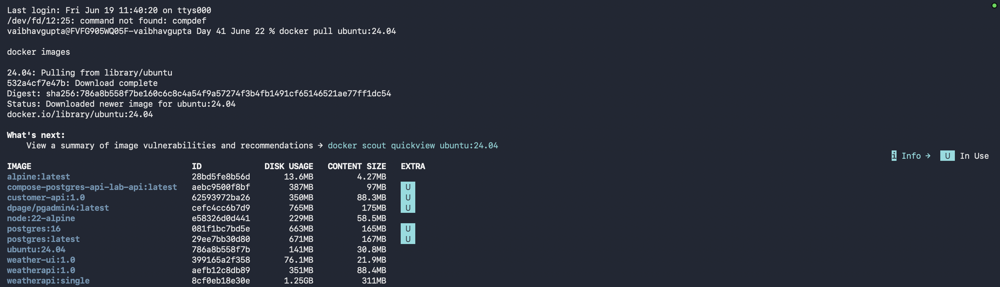 Last login: Fri Jun 19 11:40:20 on ttys000
/dev/fd/12:25: command not found: compdef
vaibhavgupta@FVFG905WQ05F-vaibhavgupta Day 41 June 22 % docker pull ubuntu:24.04
docker images
24.04: Pulling from library/ubuntu
532a4cf7e47b: Download complete
Digest: sha256:786a8b558f7be160c6c8c4a54f9a57274f3b4fb1491cf65146521ae77ff1dc54
Status: Downloaded newer image for ubuntu:24.04
docker.io/library/ubuntu:24.04
What's next:
View a summary of image vulnerabilities and recommendations → docker scout quickview ubuntu:24.04
i Info → U In Use
IMAGE ID DISK USAGE CONTENT SIZE EXTRA
alpine:latest 28bd5fe8b56d 13.6MB 4.27MB
compose-postgres-api-lab-api:latest aebc9500f8bf 387MB 97MB U
customer-api:1.0 62593972ba26 350MB 88.3MB U
dpage/pgadmin4:latest cefc4cc6b7d9 765MB 175MB U
node:22-alpine e58326d0d441 229MB 58.5MB
postgres:16 081f1bc7bd5e 663MB 165MB U
postgres:latest 29ee7bb30d80 671MB 167MB U
ubuntu:24.04 786a8b558f7b 141MB 30.8MB
weather-ui:1.0 399165a2f358 76.1MB 21.9MB
weatherapi:1.0 aefb12c8db89 351MB 88.4MB
weatherapi:single 8cf0eb18e30e 1.25GB 311MB